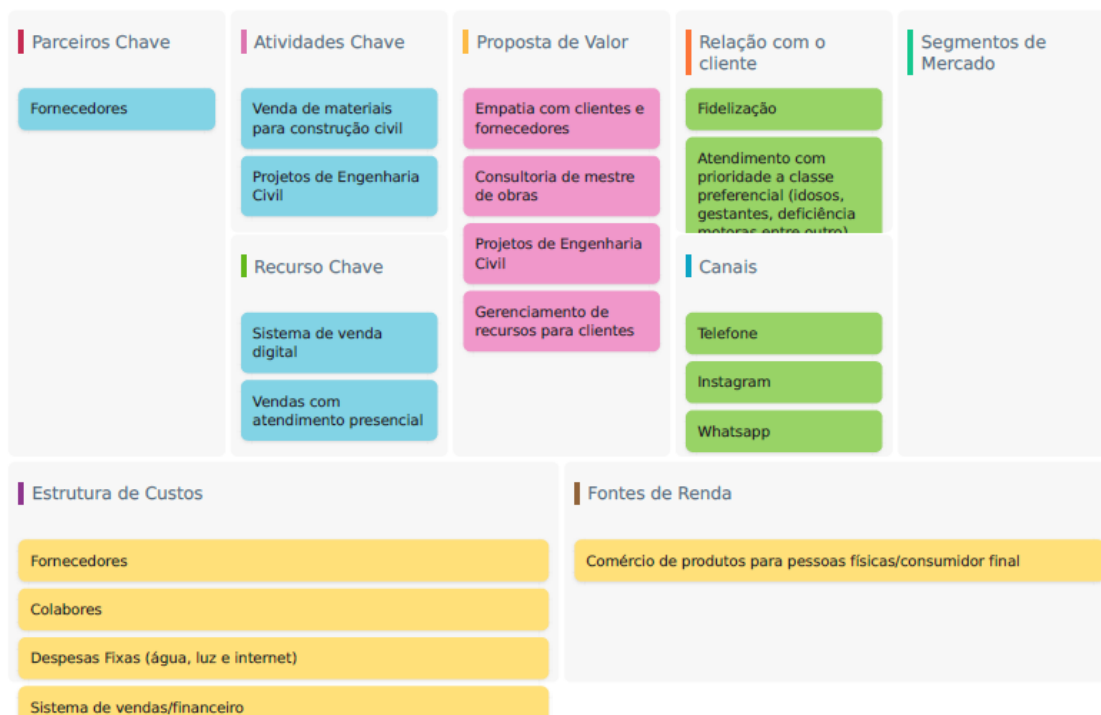 Parceiros Chave
Fornecedores
Atividades Chave
Venda de materiais
para construção civil
Projetos de Engenharia
Civil
Recurso Chave
Sistema de venda
digital
Vendas com
atendimento presencial
Proposta de Valor
Empatia com clientes e
fornecedores
Consultoria de mestre
de obras
Projetos de Engenharia
Civil
Gerenciamento de
recursos para clientes
Relação com o
cliente
Fidelização
Atendimento com
prioridade a classe
preferencial (idosos,
gestantes, deficiência
motoras entre outro)
Canais
Telefone
Instagram
Whatsapp
Segmentos de
Mercado
Estrutura de Custos
Fornecedores
Colabores
Despesas Fixas (água, luz e internet)
Sistema de vendas/financeiro
Fontes de Renda
Comércio de produtos para pessoas físicas/consumidor final